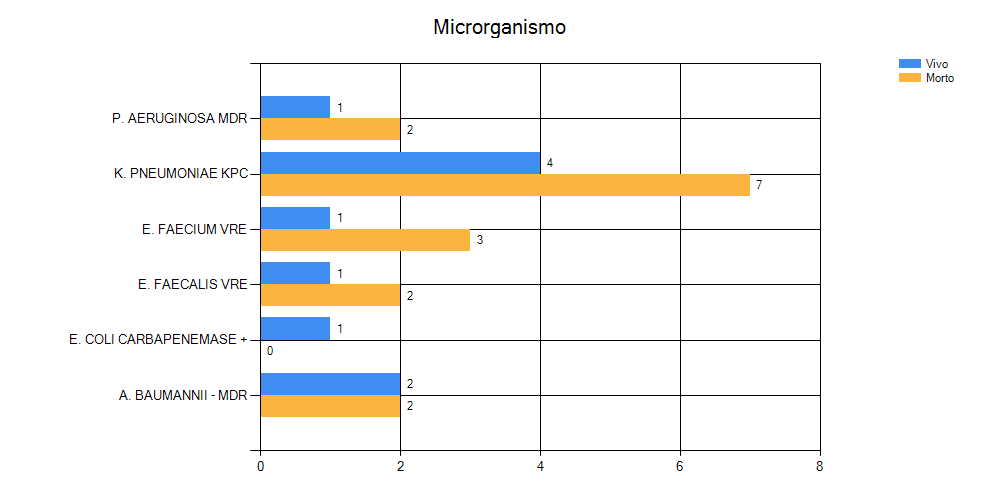 Microrganismo
Vivo
Morto
P. AERUGINOSA MDR
1
2
K. PNEUMONIAE KPC
4
7
E. FAECIUM VRE
1
3
E. FAECALIS VRE
1
2
E. COLI CARBAPENEMASE +
1
0
A. BAUMANNII - MDR
2
2
0 2 4 6 8